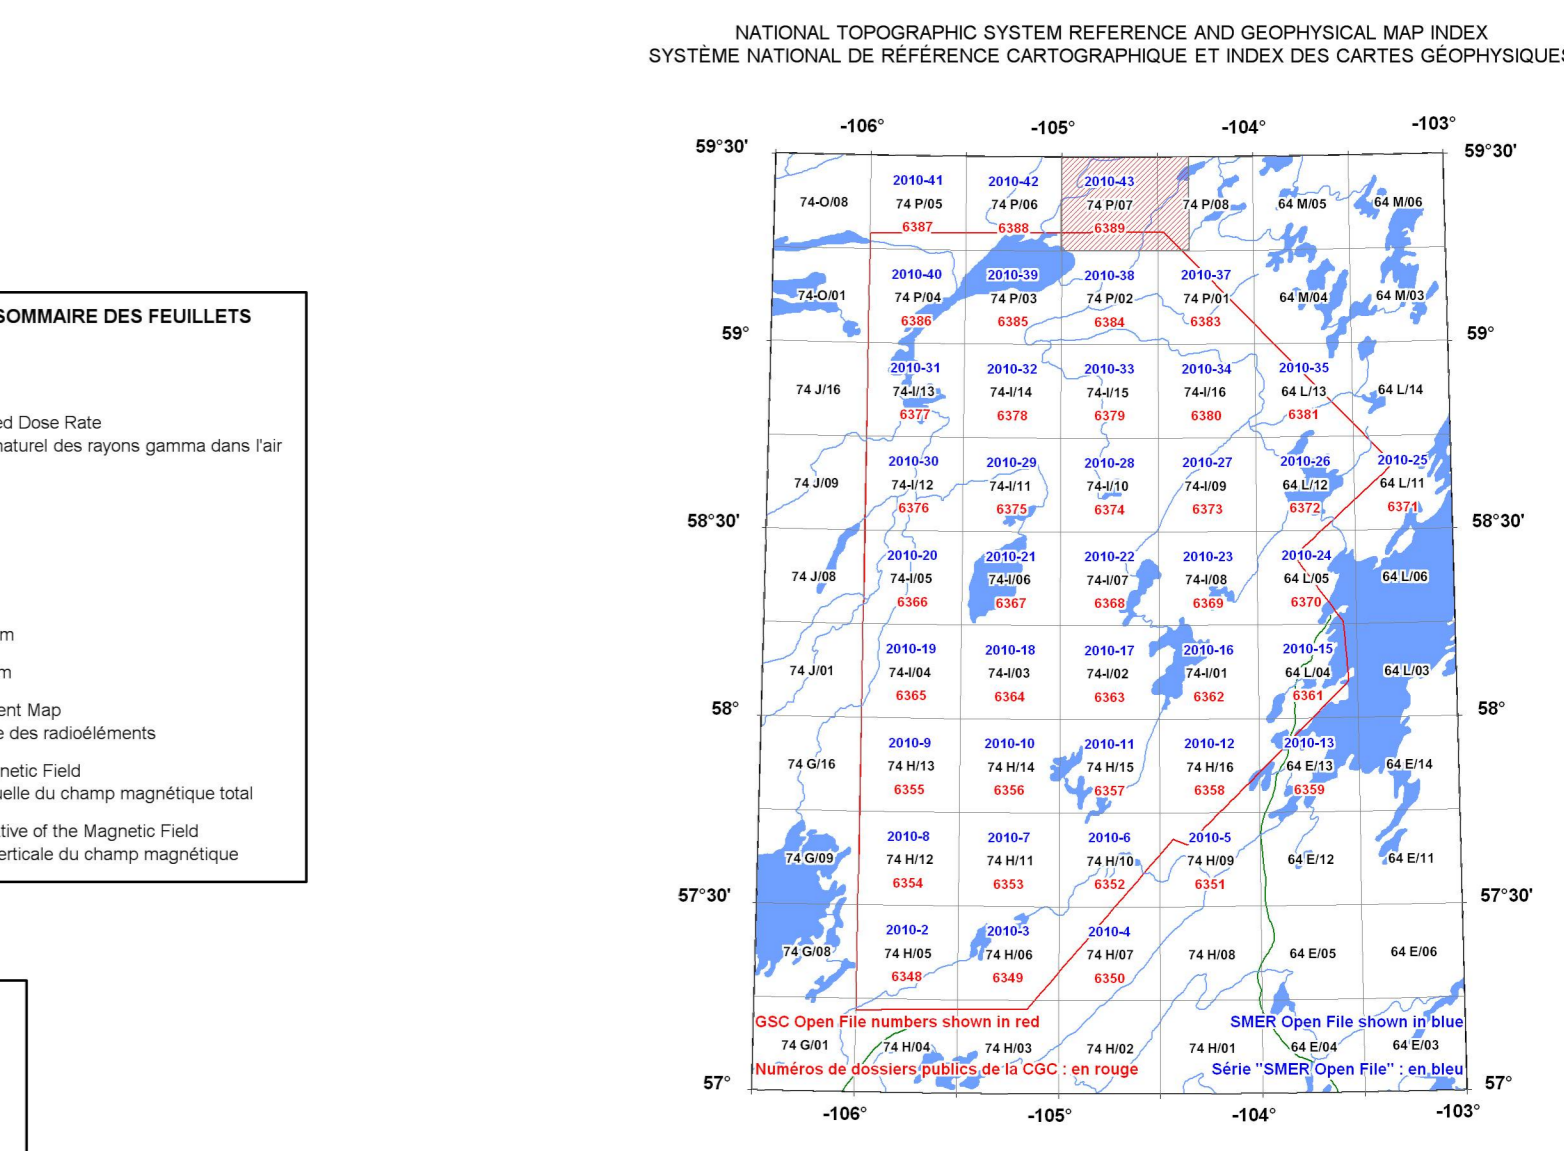 NATIONAL TOPOGRAPHIC SYSTEM REFERENCE AND GEOPHYSICAL MAP INDEX
SYSTÈME NATIONAL DE RÉFÉRENCE CARTOGRAPHIQUE ET INDEX DES CARTES GÉOPHYSIQUES
SOMMAIRE DES FEUILLETS
ed Dose Rate
naturel des rayons gamma dans l'air
m
m
ent Map
e des radioéléments
netic Field
uelle du champ magnétique total
tive of the Magnetic Field
erticale du champ magnétique
-106° -105° -104° -103°
59°30' 59°30'
2010-41 2010-42 2010-43
74-O/08 74 P/05 74 P/06 74 P/07 74 P/08 64 M/05 64 M/06
6387 6388 6389
2010-40 2010-39 2010-38 2010-37
74-O/01 74 P/04 74 P/03 74 P/02 74 P/01 64 M/04 64 M/03
6386 6385 6384 6383
59° 59°
2010-31 2010-32 2010-33 2010-34 2010-35
74 J/16 74-I/13 74-I/14 74-I/15 74-I/16 64 L/13 64 L/14
6377 6378 6379 6380 6381
2010-30 2010-29 2010-28 2010-27 2010-26 2010-25
74 J/09 74-I/12 74-I/11 74-I/10 74-I/09 64 L/12 64 L/11
6376 6375 6374 6373 6372 6371
58°30' 58°30'
2010-20 2010-21 2010-22 2010-23 2010-24
74 J/08 74-I/05 74-I/06 74-I/07 74-I/08 64 L/05 64 L/06
6366 6367 6368 6369 6370
2010-19 2010-18 2010-17 2010-16 2010-15
74 J/01 74-I/04 74-I/03 74-I/02 74-I/01 64 L/04 64 L/03
6365 6364 6363 6362 6361
58° 58°
2010-9 2010-10 2010-11 2010-12 2010-13
74 G/16 74 H/13 74 H/14 74 H/15 74 H/16 64 E/13 64 E/14
6355 6356 6357 6358 6359
2010-8 2010-7 2010-6 2010-5
74 G/09 74 H/12 74 H/11 74 H/10 74 H/09 64 E/12 64 E/11
6354 6353 6352 6351
57°30' 57°30'
2010-2 2010-3 2010-4
74 G/08 74 H/05 74 H/06 74 H/07 74 H/08 64 E/05 64 E/06
6348 6349 6350
GSC Open File numbers shown in red SMER Open File shown in blue
74 G/01 74 H/04 74 H/03 74 H/02 74 H/01 64 E/04 64 E/03
Numéros de dossiers publics de la CGC : en rouge Série "SMER Open File" : en bleu
57° 57°
-106° -105° -104° -103°